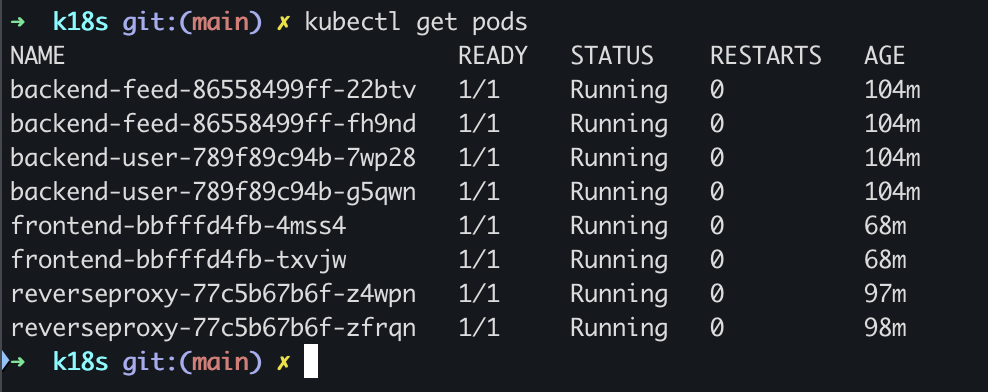 ➜ k18s git:(main) ✗ kubectl get pods
NAME READY STATUS RESTARTS AGE
backend-feed-86558499ff-22btv 1/1 Running 0 104m
backend-feed-86558499ff-fh9nd 1/1 Running 0 104m
backend-user-789f89c94b-7wp28 1/1 Running 0 104m
backend-user-789f89c94b-g5qwn 1/1 Running 0 104m
frontend-bbfffd4fb-4mss4 1/1 Running 0 68m
frontend-bbfffd4fb-txvjw 1/1 Running 0 68m
reverseproxy-77c5b67b6f-z4wpn 1/1 Running 0 97m
reverseproxy-77c5b67b6f-zfrqn 1/1 Running 0 98m
➜ k18s git:(main) ✗